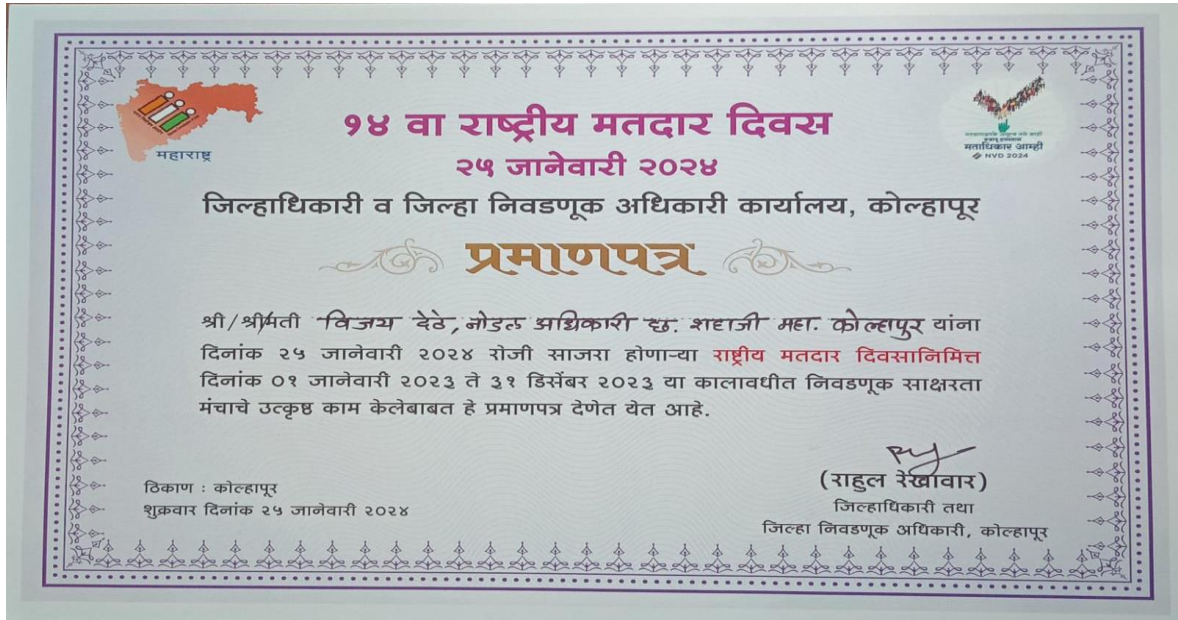 महाराष्ट्र
मताधिकार आम्ही
NVD 2024
१४ वा राष्ट्रीय मतदार दिवस
२५ जानेवारी २०२४
जिल्हाधिकारी व जिल्हा निवडणूक अधिकारी कार्यालय, कोल्हापूर
प्रमाणपत्र
श्री/श्रीमती विजय देठे, नोडल अधिकारी छ. शहाजी महा. कोल्हापुर यांना
दिनांक २५ जानेवारी २०२४ रोजी साजरा होणाऱ्या राष्ट्रीय मतदार दिवसानिमित्त
दिनांक ०१ जानेवारी २०२३ ते ३१ डिसेंबर २०२३ या कालावधीत निवडणूक साक्षरता
मंचाचे उत्कृष्ठ काम केलेबाबत हे प्रमाणपत्र देणेत येत आहे.
(राहुल रेखावार)
ठिकाण : कोल्हापूर
जिल्हाधिकारी तथा
शुक्रवार दिनांक २५ जानेवारी २०२४
जिल्हा निवडणूक अधिकारी, कोल्हापूर